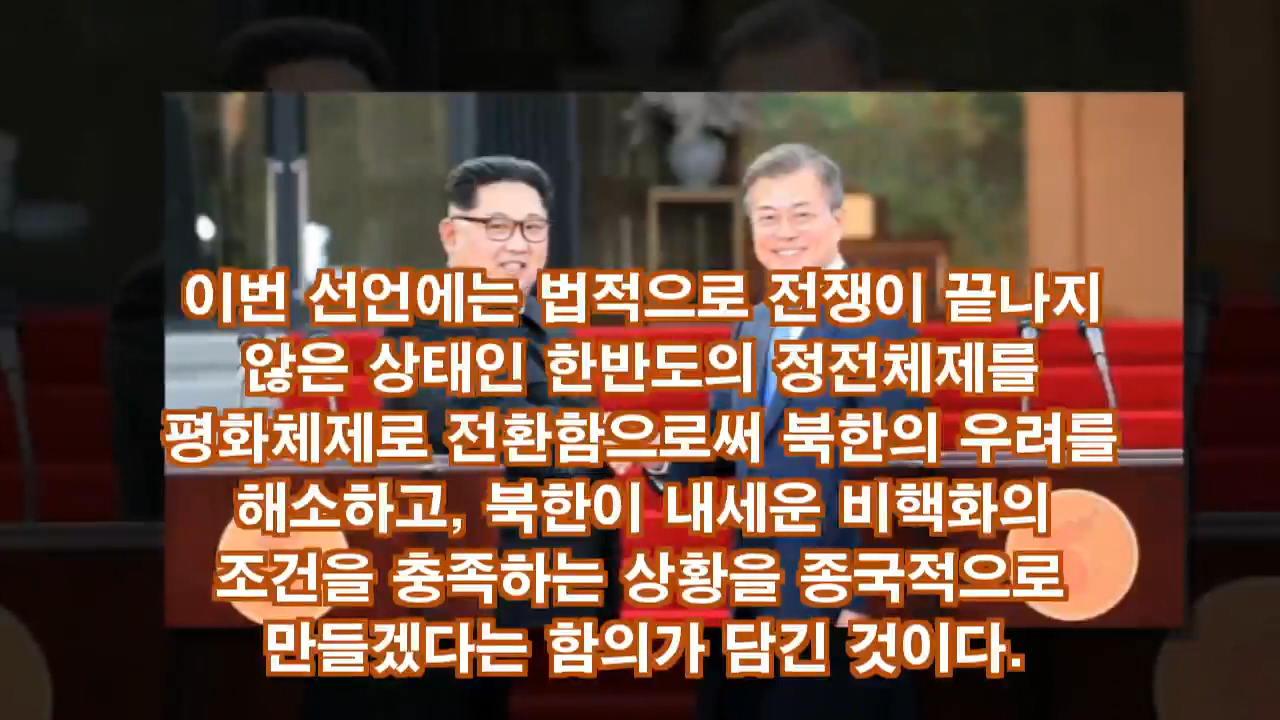 이번 선언에는 법적으로 전쟁이 끝나지
않은 상태인 한반도의 정전체제를
평화체제로 전환함으로써 북한의 우려를
해소하고, 북한이 내세운 비핵화의
조건을 충족하는 상황을 종국적으로
만들겠다는 함의가 담긴 것이다.